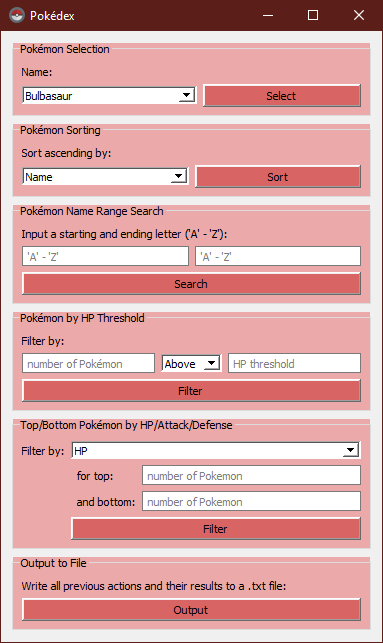 Pokédex
Pokémon Selection
Name:
Bulbasaur Select
Pokémon Sorting
Sort ascending by:
Name Sort
Pokémon Name Range Search
Input a starting and ending letter ('A' - 'Z'):
'A' - 'Z' 'A' - 'Z'
Search
Pokémon by HP Threshold
Filter by:
number of Pokémon Above HP threshold
Filter
Top/Bottom Pokémon by HP/Attack/Defense
Filter by: HP
for top: number of Pokemon
and bottom: number of Pokemon
Filter
Output to File
Write all previous actions and their results to a .txt file:
Output